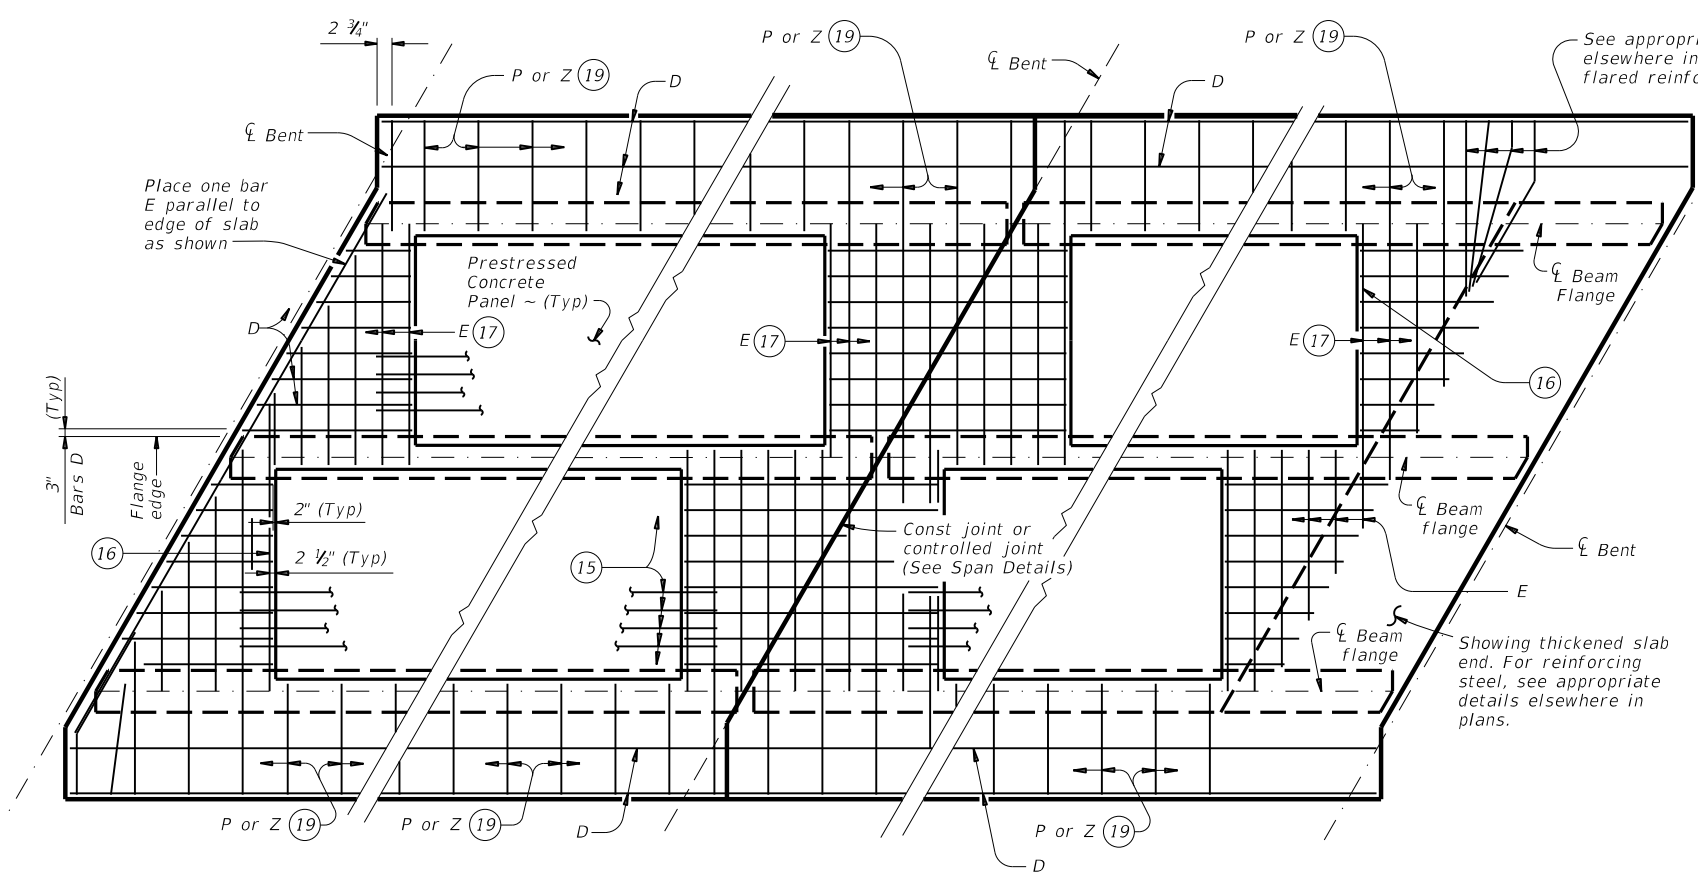 2 3/4"
P or Z 19
P or Z 19
D
℄ Bent
P or Z 19
D
See
elsewhere in
flared
℄ Bent
Place one bar
E parallel to
edge of slab
as shown
Prestressed
Concrete
Panel ~ (Typ)
℄ Beam
Flange
D
E 17
E 17
E 17
16
3" (Typ)
Bars D
Flange
edge
2" (Typ)
2 1/2" (Typ)
16
15
Const joint or
controlled joint
(See Span Details)
℄ Beam
flange
℄ Bent
E
℄ Beam
flange
Showing thickened slab
end. For reinforcing
steel, see appropriate
details elsewhere in
plans.
P or Z 19
P or Z 19
D
P or Z 19
D